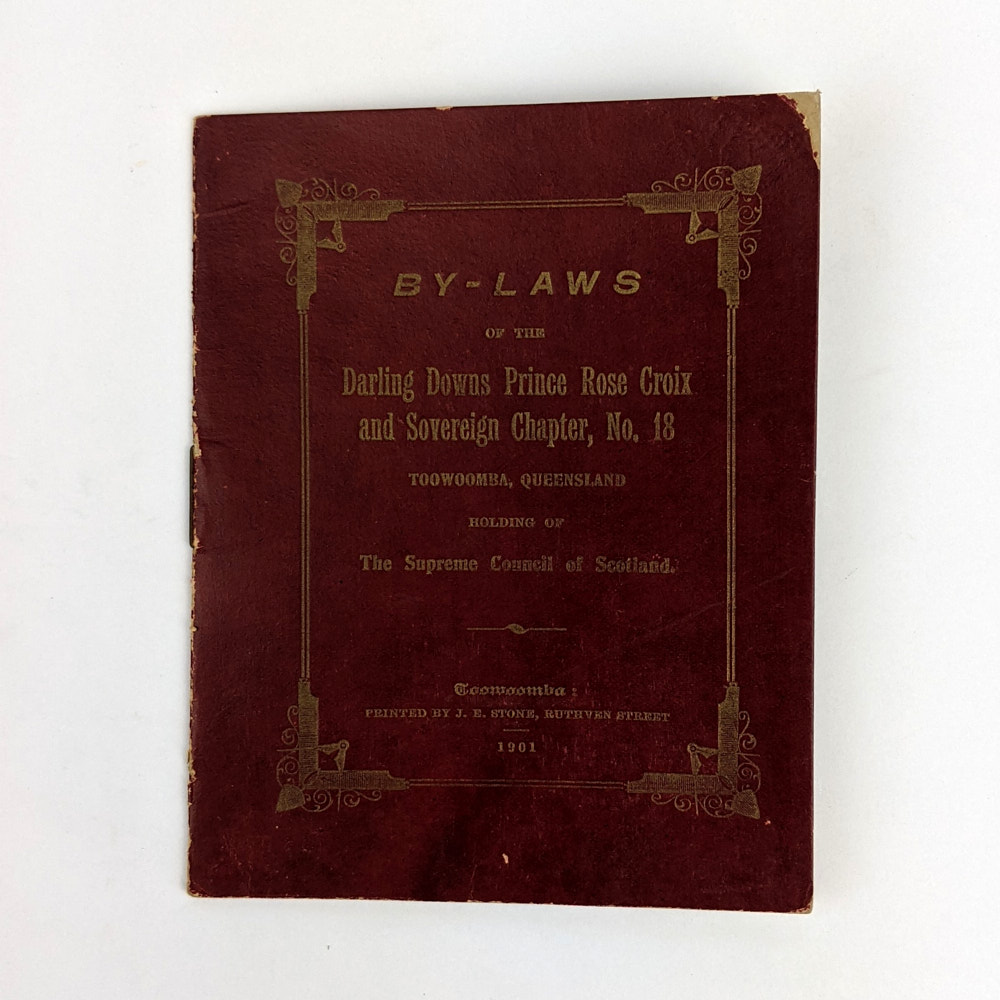 BY-LAWS
OF THE
Darling Downs Prince Rose Croix
and Sovereign Chapter, No. 18
TOOWOOMBA, QUEENSLAND
HOLDING OF
The Supreme Council of Scotland.
Toowoomba:
PRINTED BY J. E. STONE, RUTHVEN STREET
1901